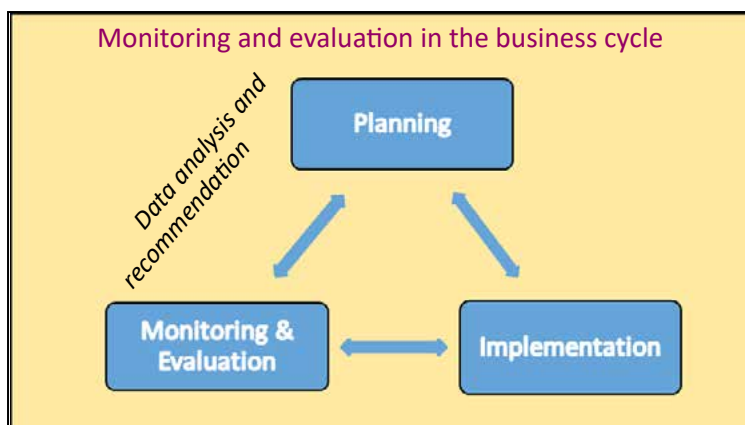 Monitoring and evaluation in the business cycle
Planning
Data analysis and
recommendation
Monitoring &
Evaluation
Implementation